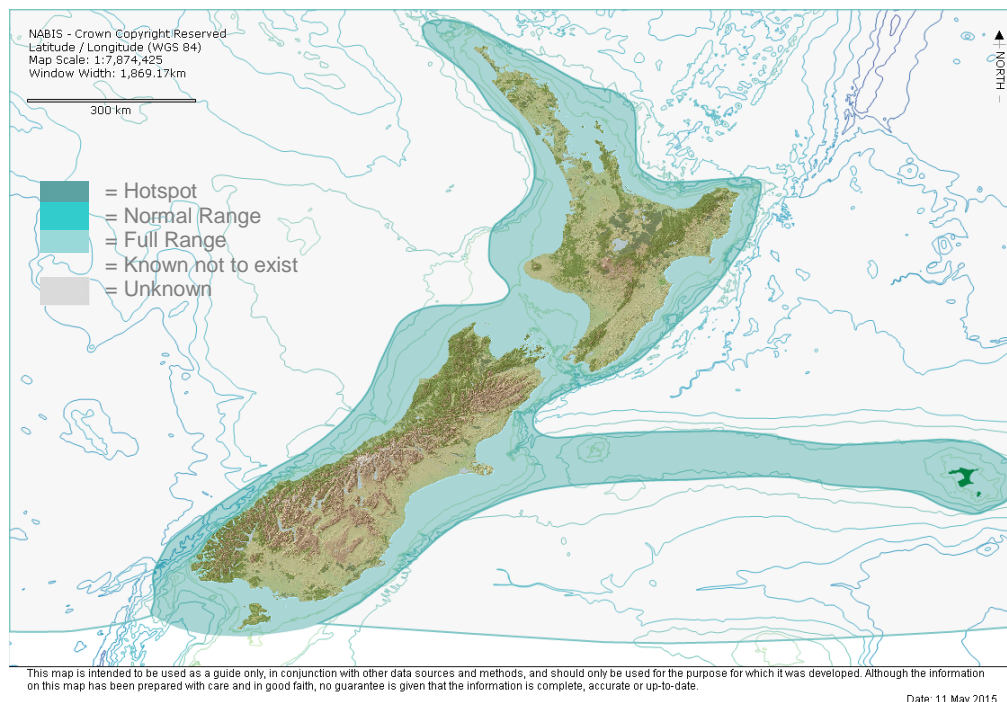 NABIS - Crown Copyright Reserved
Latitude / Longitude (WGS 84)
Map Scale: 1:7,874,425
Window Width: 1,869.17km
300 km
NORTH
= Hotspot
= Normal Range
= Full Range
= Known not to exist
= Unknown
This map is intended to be used as a guide only, in conjunction with other data sources and methods, and should only be used for the purpose for which it was developed. Although the information
on this map has been prepared with care and in good faith, no guarantee is given that the information is complete, accurate or up-to-date.
Date: 11 May 2015